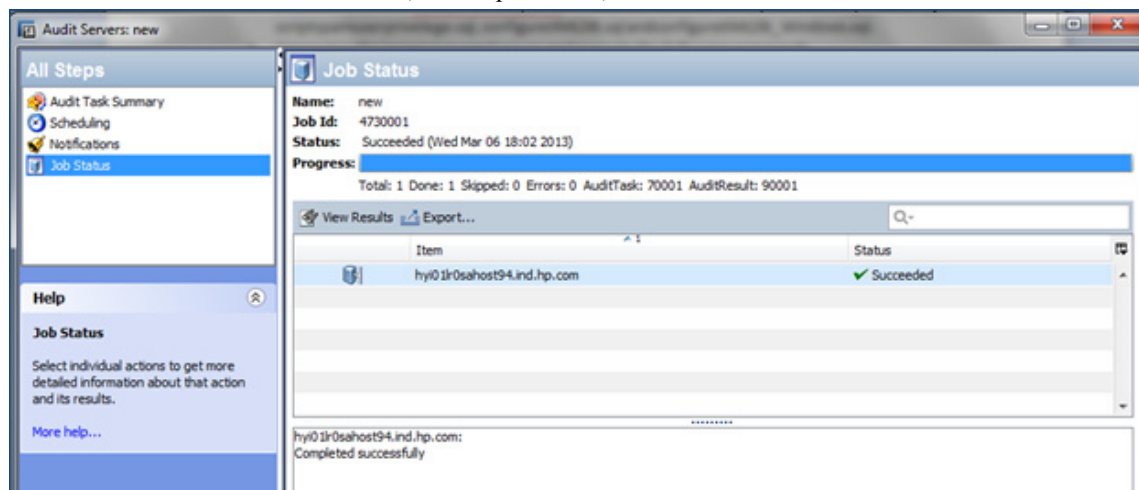 Audit Servers: new
All Steps
Audit Task Summary
Scheduling
Notifications
Job Status
Help
Job Status
Select individual actions to get more
detailed information about that action
and its results.
More help...
Job Status
Name: new
Job Id: 4730001
Status: Succeeded (Wed Mar 06 18:02 2013)
Progress:
Total: 1 Done: 1 Skipped: 0 Errors: 0 AuditTask: 70001 AuditResult: 90001
View Results Export...
1
Item Status
hyi01lr0sahost94.ind.hp.com Succeeded
hyi01lr0sahost94.ind.hp.com:
Completed successfully